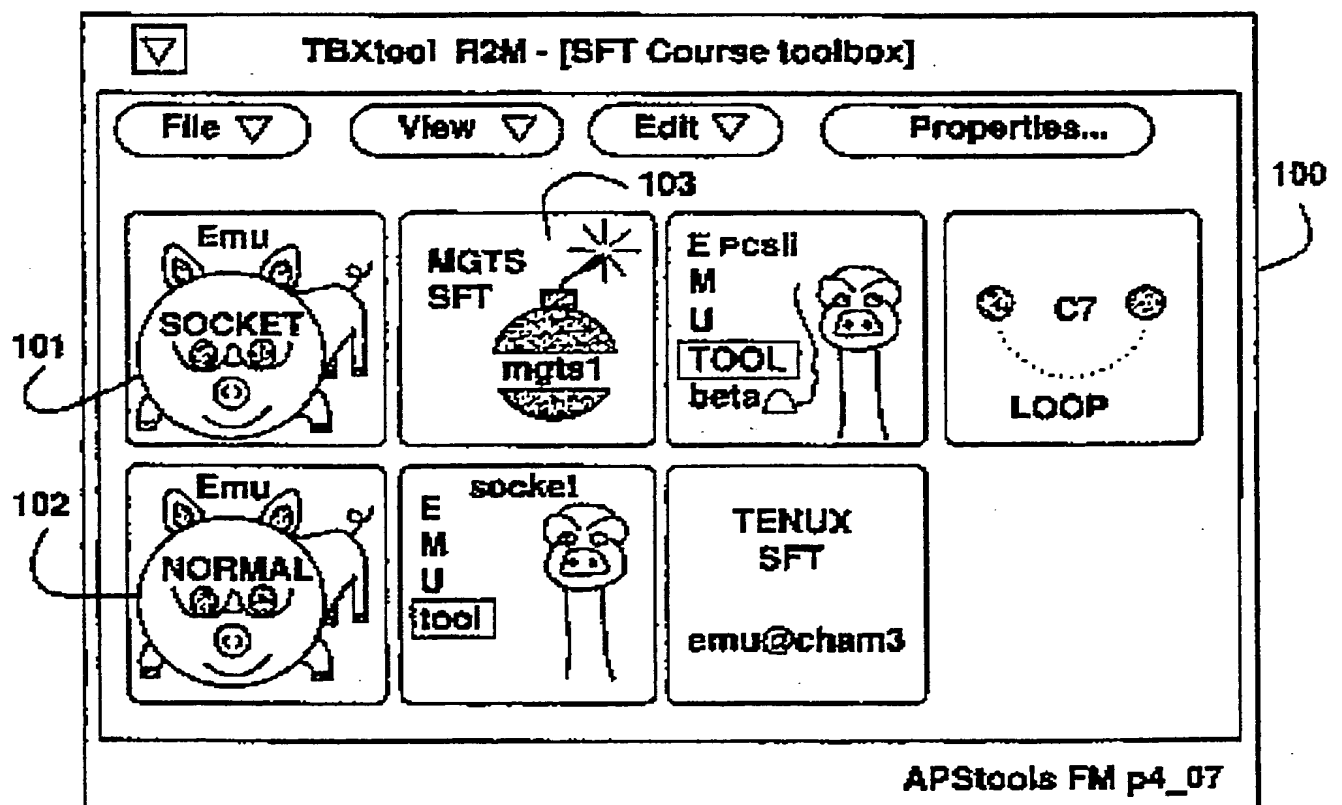 TBXtool R2M - [SFT Course toolbox]
File View Edit Properties...
103
100
Emu
SOCKET
101
MGTS
SFT
mgts1
E pcsli
M
U
TOOL
beta
C7
LOOP
102
Emu
NORMAL
socket
E
M
U
tool
TENUX
SFT
emu@cham3
APStools FM p4_07